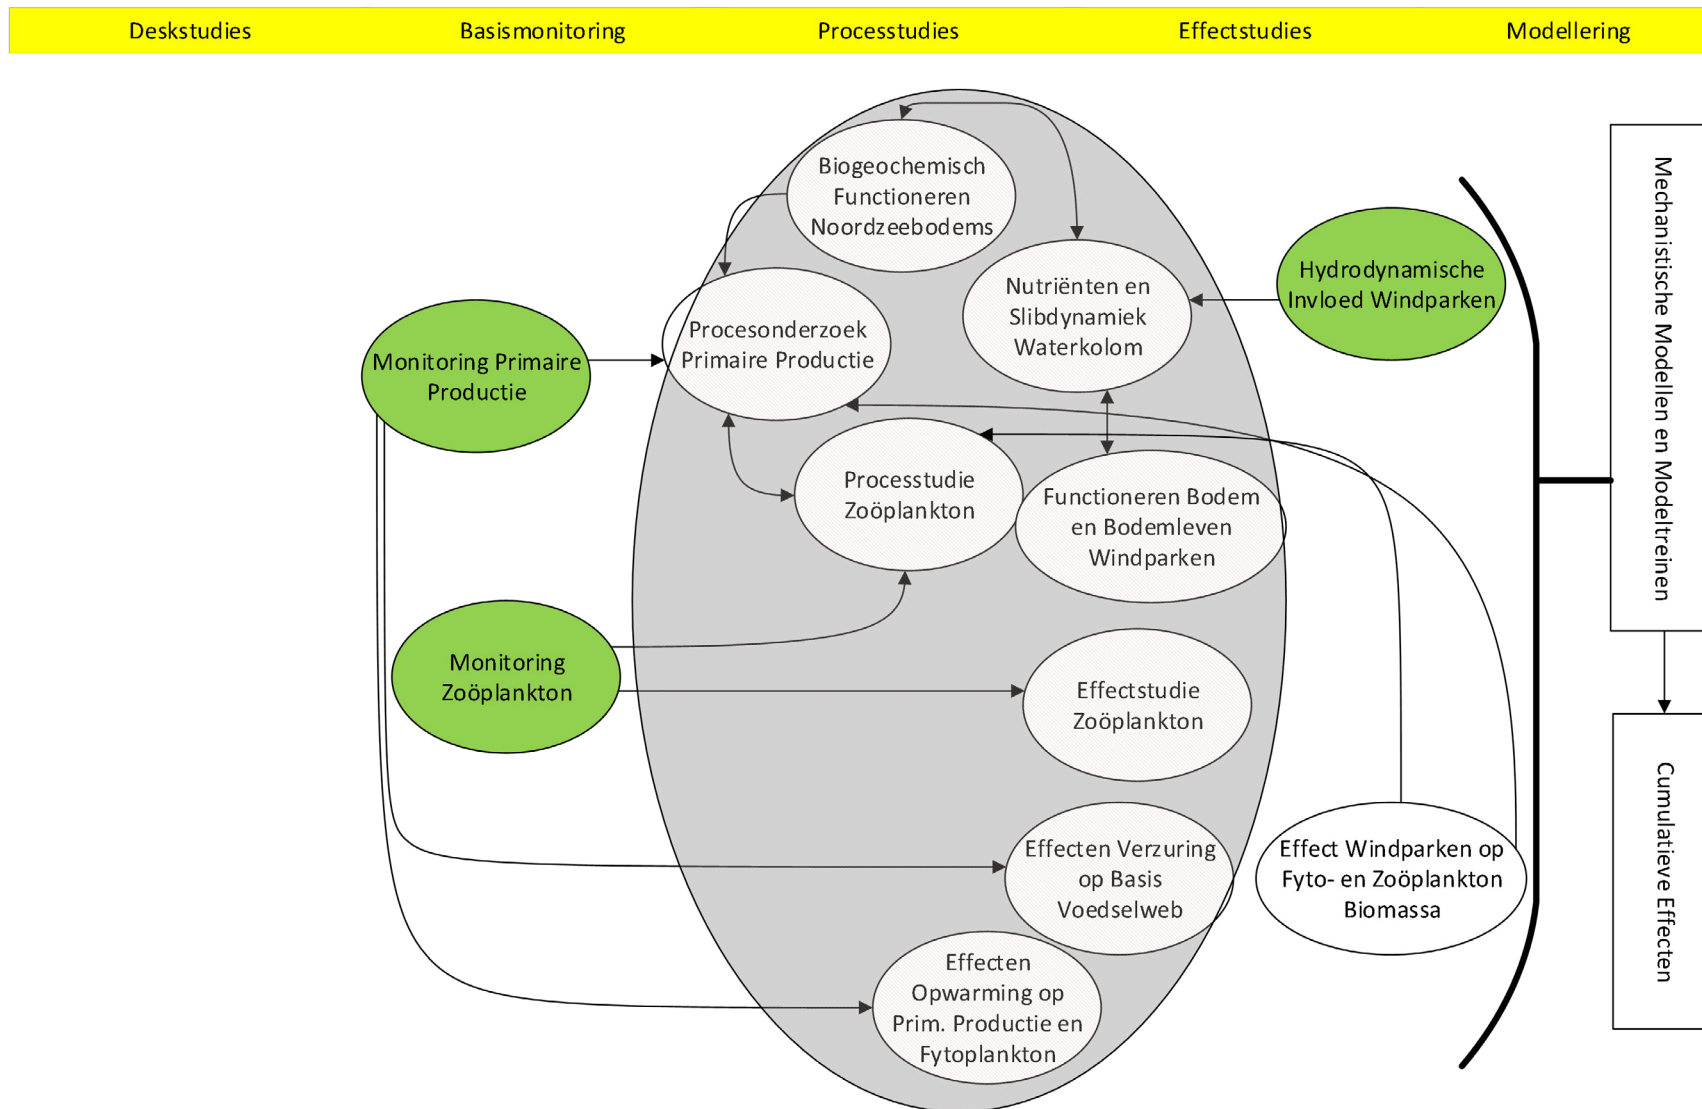 Deskstudies Basismonitoring Processtudies Effectstudies Modellering
Biogeochemisch
Functioneren
Noordzeebodems
Nutriënten en
Slibdynamiek
Waterkolom
Hydrodynamische
Invloed Windparken
Procesonderzoek
Primaire Productie
Monitoring Primaire
Productie
Processtudie
Zoöplankton
Functioneren Bodem
en Bodemleven
Windparken
Monitoring
Zoöplankton
Effectstudie
Zoöplankton
Effecten Verzuring
op Basis
Voedselweb
Effect Windparken op
Fyto- en Zoöplankton
Biomassa
Effecten
Opwarming op
Prim. Productie en
Fytoplankton
Mechanistische Modellen en Modeltreinen
Cumulatieve Effecten